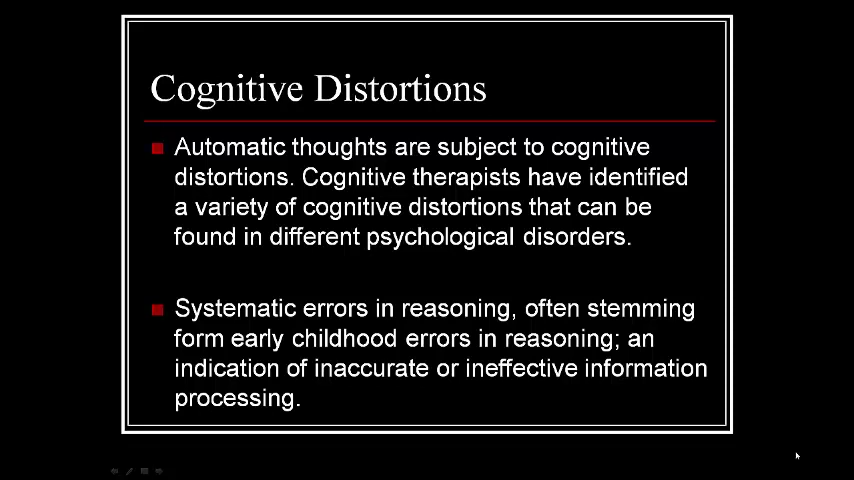 Cognitive Distortions
Automatic thoughts are subject to cognitive
distortions. Cognitive therapists have identified
a variety of cognitive distortions that can be
found in different psychological disorders.
Systematic errors in reasoning, often stemming
form early childhood errors in reasoning; an
indication of inaccurate or ineffective information
processing.